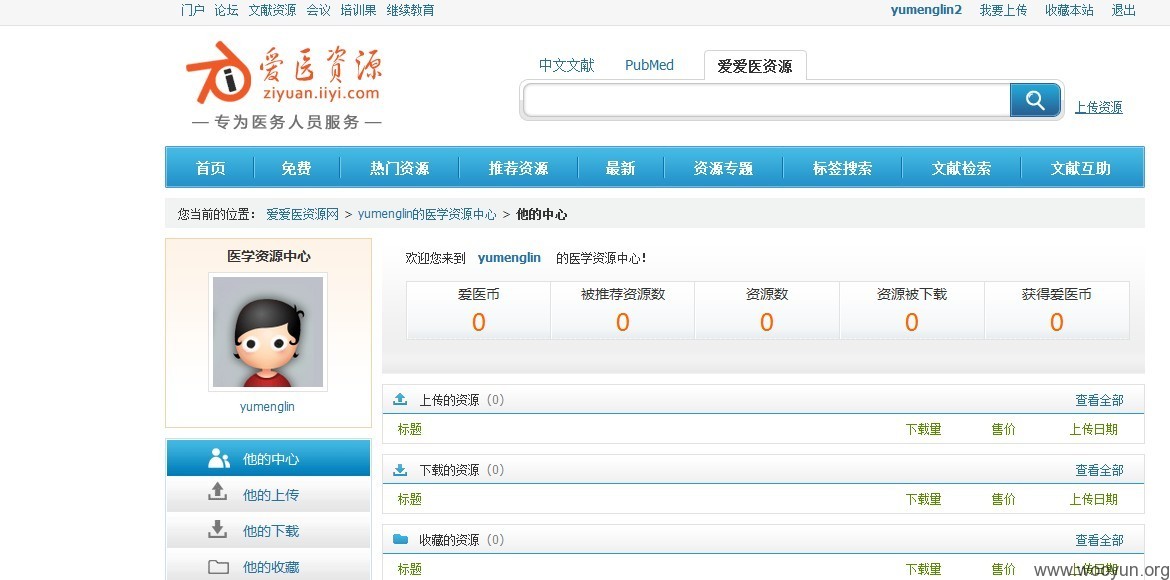 门户 论坛 文献资源 会议 培训果 继续教育 yumenglin2 我要上传 收藏本站 退出
爱医资源
ziyuan.iiyi.com
—专为医务人员服务—
中文文献 PubMed 爱爱医资源
上传资源
首页 免费 热门资源 推荐资源 最新 资源专题 标签搜索 文献检索 文献互助
您当前的位置： 爱爱医资源网 > yumenglin的医学资源中心 > 他的中心
医学资源中心
yumenglin
他的中心
他的上传
他的下载
他的收藏
欢迎您来到 yumenglin 的医学资源中心！
爱医币 被推荐资源数 资源数 资源被下载 获得爱医币
0 0 0 0 0
上传的资源 (0) 查看全部
标题 下载量 售价 上传日期
下载的资源 (0) 查看全部
标题 下载量 售价 上传日期
收藏的资源 (0) 查看全部
标题 下载量 售价 上传日期
www.wooyun.org